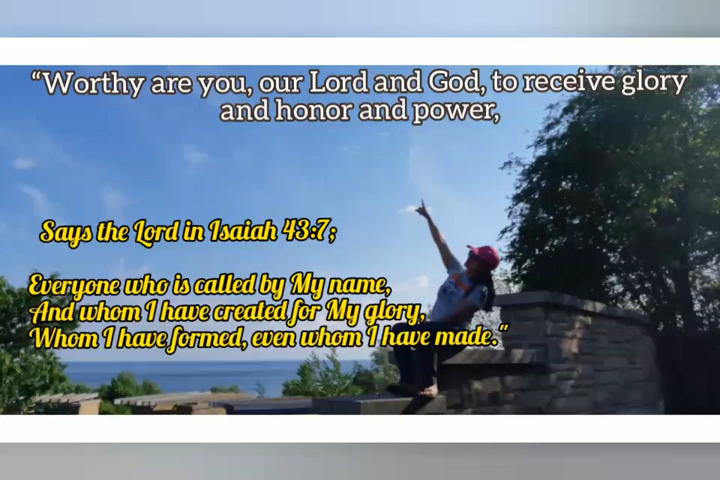 “Worthy are you, our Lord and God, to receive glory
and honor and power,
Says the Lord in Isaiah 43:7;
Everyone who is called by My name,
And whom I have created for My glory,
Whom I have formed, even whom I have made."